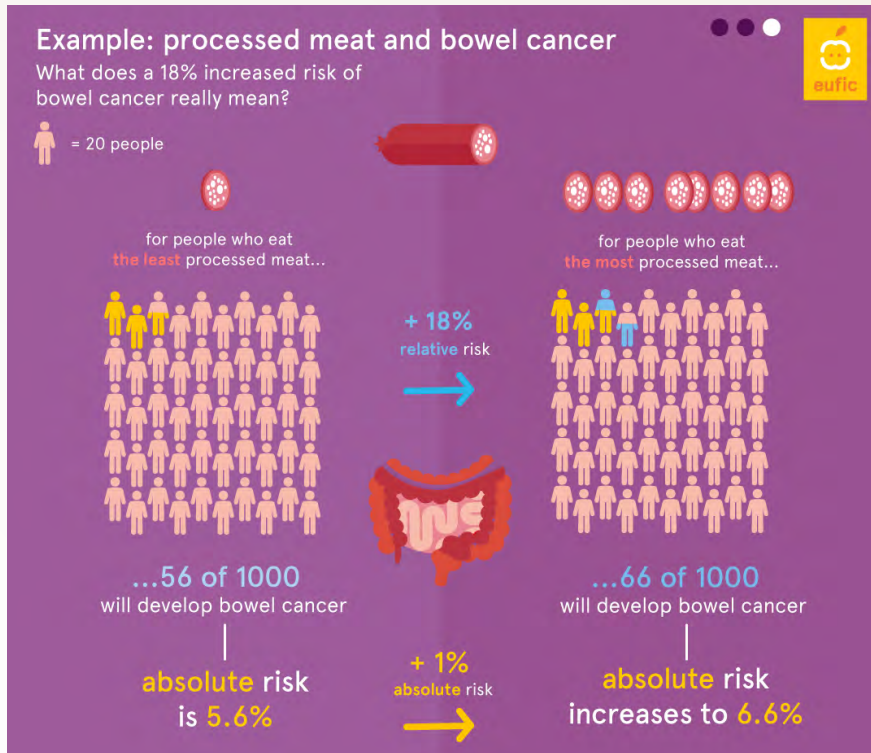 Example: processed meat and bowel cancer
What does a 18% increased risk of
bowel cancer really mean?
eufic
= 20 people
for people who eat
the least processed meat...
for people who eat
the most processed meat...
+ 18%
relative risk
...56 of 1000
will develop bowel cancer
...66 of 1000
will develop bowel cancer
absolute risk
is 5.6%
+ 1%
absolute risk
absolute risk
increases to 6.6%